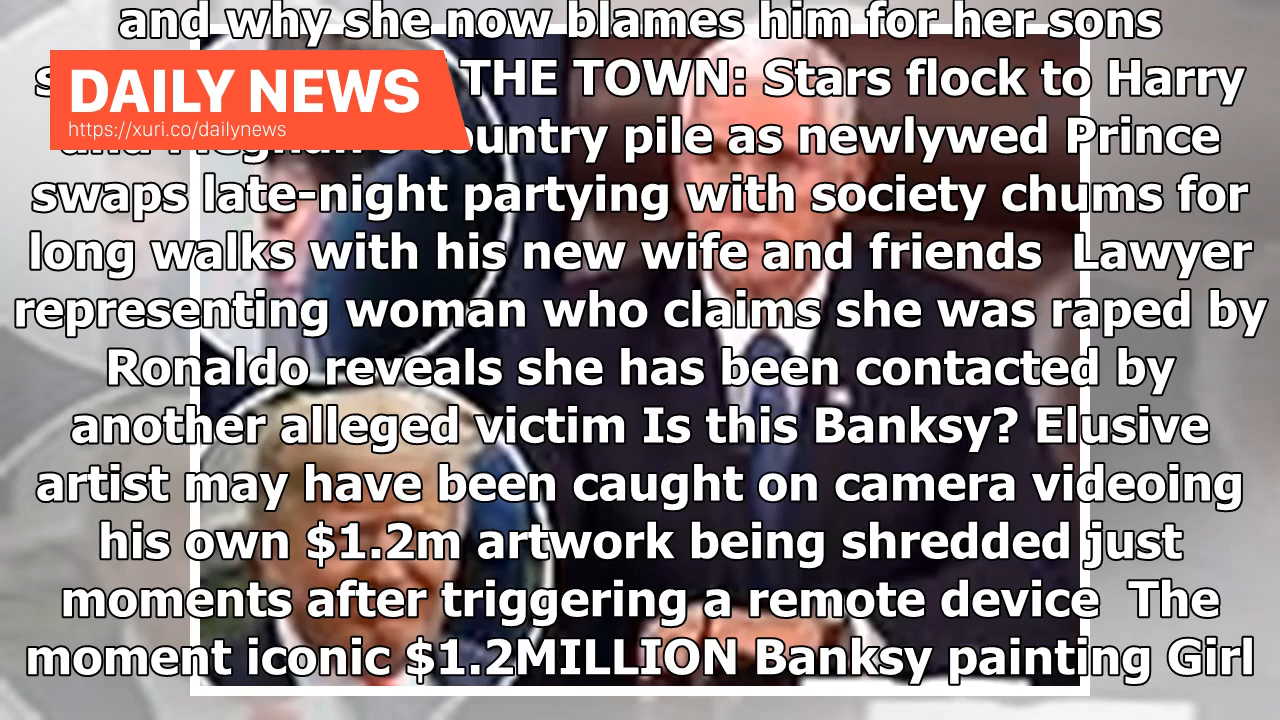 and why she now blames him for her sons
DAILY NEWS
https://xuri.co/dailynews
THE TOWN: Stars flock to Harry
pile as newlywed Prince
swaps late-night partying with society chums for
long walks with his new wife and friends Lawyer
representing woman who claims she was raped by
Ronaldo reveals she has been contacted by
another alleged victim Is this Banksy? Elusive
artist may have been caught on camera videoing
his own $1.2m artwork being shredded just
moments after triggering a remote device The
moment iconic $1.2MILLION Banksy painting Girl